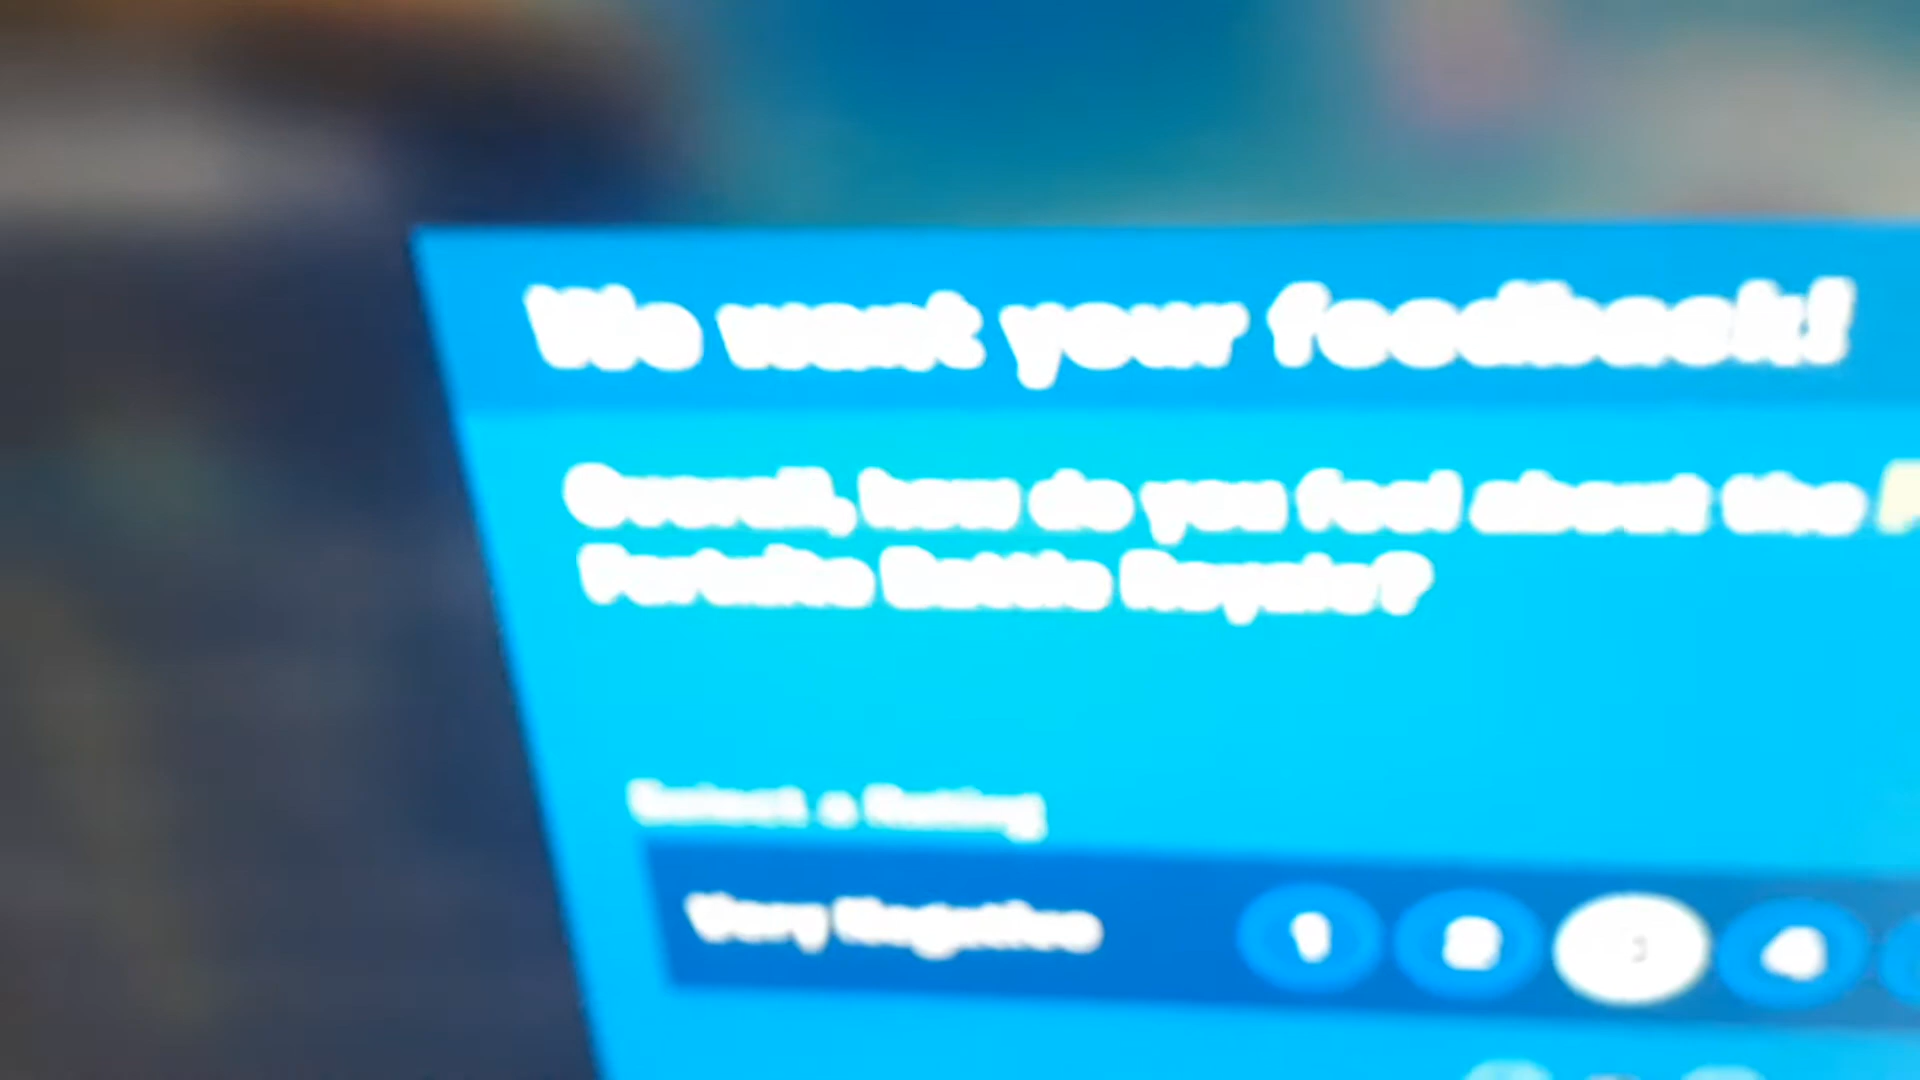 We want your feedback!
Overall, how do you feel about the
Fortnite Battle Royale?
Select a Rating
Very Negative 1 2 3 4